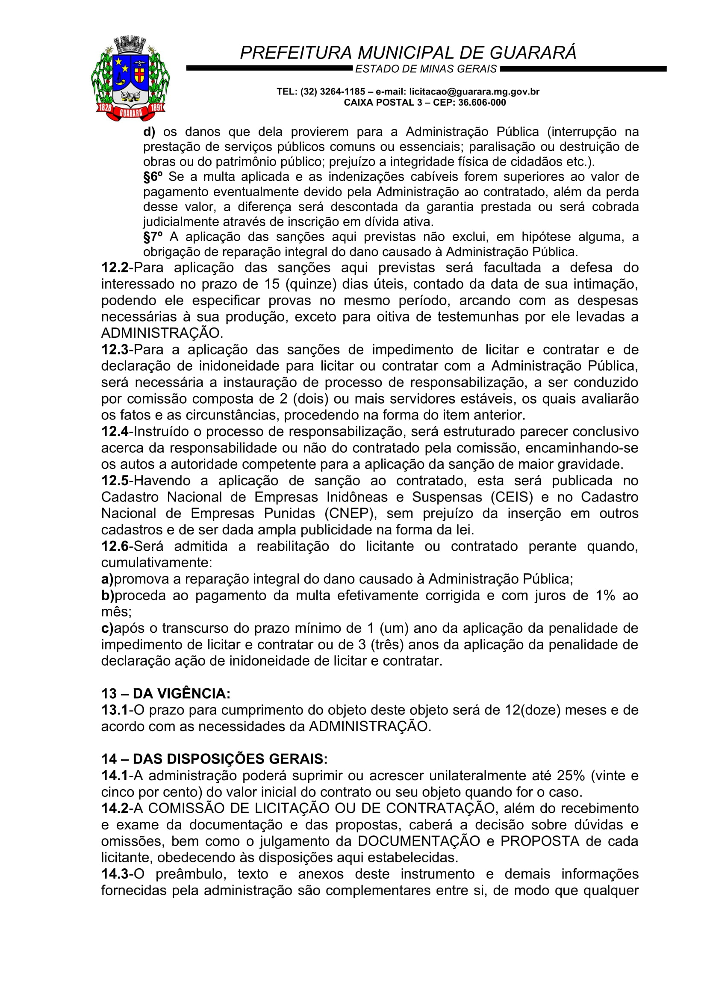 PREFEITURA MUNICIPAL DE GUARARÁ
ESTADO DE MINAS GERAIS
TEL: (32) 3264-1185 – e-mail: licitacao@guarara.mg.gov.br
CAIXA POSTAL 3 – CEP: 36.606-000
1828 GUARARÁ 1891
d) os danos que dela provierem para a Administração Pública (interrupção na
prestação de serviços públicos comuns ou essenciais; paralisação ou destruição de
obras ou do patrimônio público; prejuízo a integridade física de cidadãos etc.).
§6º Se a multa aplicada e as indenizações cabíveis forem superiores ao valor de
pagamento eventualmente devido pela Administração ao contratado, além da perda
desse valor, a diferença será descontada da garantia prestada ou será cobrada
judicialmente através de inscrição em dívida ativa.
§7º A aplicação das sanções aqui previstas não exclui, em hipótese alguma, a
obrigação de reparação integral do dano causado à Administração Pública.
12.2-Para aplicação das sanções aqui previstas será facultada a defesa do
interessado no prazo de 15 (quinze) dias úteis, contado da data de sua intimação,
podendo ele especificar provas no mesmo período, arcando com as despesas
necessárias à sua produção, exceto para oitiva de testemunhas por ele levadas a
ADMINISTRAÇÃO.
12.3-Para a aplicação das sanções de impedimento de licitar e contratar e de
declaração de inidoneidade para licitar ou contratar com a Administração Pública,
será necessária a instauração de processo de responsabilização, a ser conduzido
por comissão composta de 2 (dois) ou mais servidores estáveis, os quais avaliarão
os fatos e as circunstâncias, procedendo na forma do item anterior.
12.4-Instruído o processo de responsabilização, será estruturado parecer conclusivo
acerca da responsabilidade ou não do contratado pela comissão, encaminhando-se
os autos a autoridade competente para a aplicação da sanção de maior gravidade.
12.5-Havendo a aplicação de sanção ao contratado, esta será publicada no
Cadastro Nacional de Empresas Inidôneas e Suspensas (CEIS) e no Cadastro
Nacional de Empresas Punidas (CNEP), sem prejuízo da inserção em outros
cadastros e de ser dada ampla publicidade na forma da lei.
12.6-Será admitida a reabilitação do licitante ou contratado perante quando,
cumulativamente:
a)promova a reparação integral do dano causado à Administração Pública;
b)proceda ao pagamento da multa efetivamente corrigida e com juros de 1% ao
mês;
c)após o transcurso do prazo mínimo de 1 (um) ano da aplicação da penalidade de
impedimento de licitar e contratar ou de 3 (três) anos da aplicação da penalidade de
declaração ação de inidoneidade de licitar e contratar.
13 – DA VIGÊNCIA:
13.1-O prazo para cumprimento do objeto deste objeto será de 12(doze) meses e de
acordo com as necessidades da ADMINISTRAÇÃO.
14 – DAS DISPOSIÇÕES GERAIS:
14.1-A administração poderá suprimir ou acrescer unilateralmente até 25% (vinte e
cinco por cento) do valor inicial do contrato ou seu objeto quando for o caso.
14.2-A COMISSÃO DE LICITAÇÃO OU DE CONTRATAÇÃO, além do recebimento
e exame da documentação e das propostas, caberá a decisão sobre dúvidas e
omissões, bem como o julgamento da DOCUMENTAÇÃO e PROPOSTA de cada
licitante, obedecendo às disposições aqui estabelecidas.
14.3-O preâmbulo, texto e anexos deste instrumento e demais informações
fornecidas pela administração são complementares entre si, de modo que qualquer